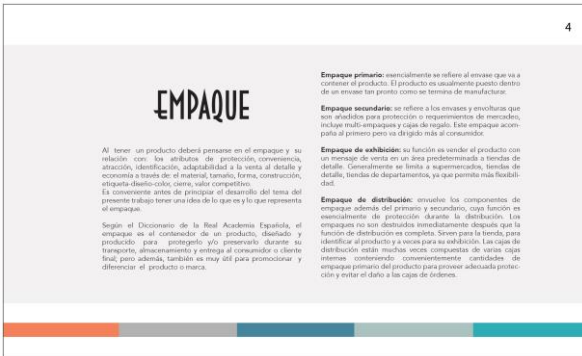 4
EMPAQUE
Al tener un producto deberá pensarse en el empaque y su
relación con: los atributos de protección, conveniencia,
atracción, identificación, adaptabilidad a la venta al detalle y
economía a través de: el material, tamaño, forma, construcción,
etiqueta-diseño-color, cierre, valor competitivo.
Es conveniente antes de principiar el desarrollo del tema del
presente trabajo tener una idea de lo que es y lo que representa
el empaque.
Según el Diccionario de la Real Academia Española, el
empaque es el contenedor de un producto, diseñado y
producido para protegerlo y/o preservarlo durante su
transporte, almacenamiento y entrega al consumidor o cliente
final; pero además, también es muy útil para promocionar y
diferenciar el producto o marca.
Empaque primario: esencialmente se refiere al envase que va a
contener el producto. El producto es usualmente puesto dentro
de un envase tan pronto como se termina de manufacturar.
Empaque secundario: se refiere a los envases y envolturas que
son añadidos para protección o requerimientos de mercadeo,
incluye multi-empaques y cajas de regalo. Este empaque acom-
paña al primero pero va dirigido más al consumidor.
Empaque de exhibición: su función es vender el producto con
un mensaje de venta en un área predeterminada a tiendas de
detalle. Generalmente se limita a supermercados, tiendas de
detalle, tiendas de departamentos, ya que permite más flexibili-
dad.
Empaque de distribución: envuelve los componentes de
empaque además del primario y secundario, cuya función es
esencialmente de protección durante la distribución. Los
empaques no son destruidos inmediatamente después que la
función de distribución es completa. Sirven para la tienda, para
identificar al producto y a veces para su exhibición. Las cajas de
distribución están muchas veces compuestas de varias cajas
internas conteniendo convenientemente cantidades de
empaque primario del producto para proveer adecuada protec-
ción y evitar el daño a las cajas de órdenes.